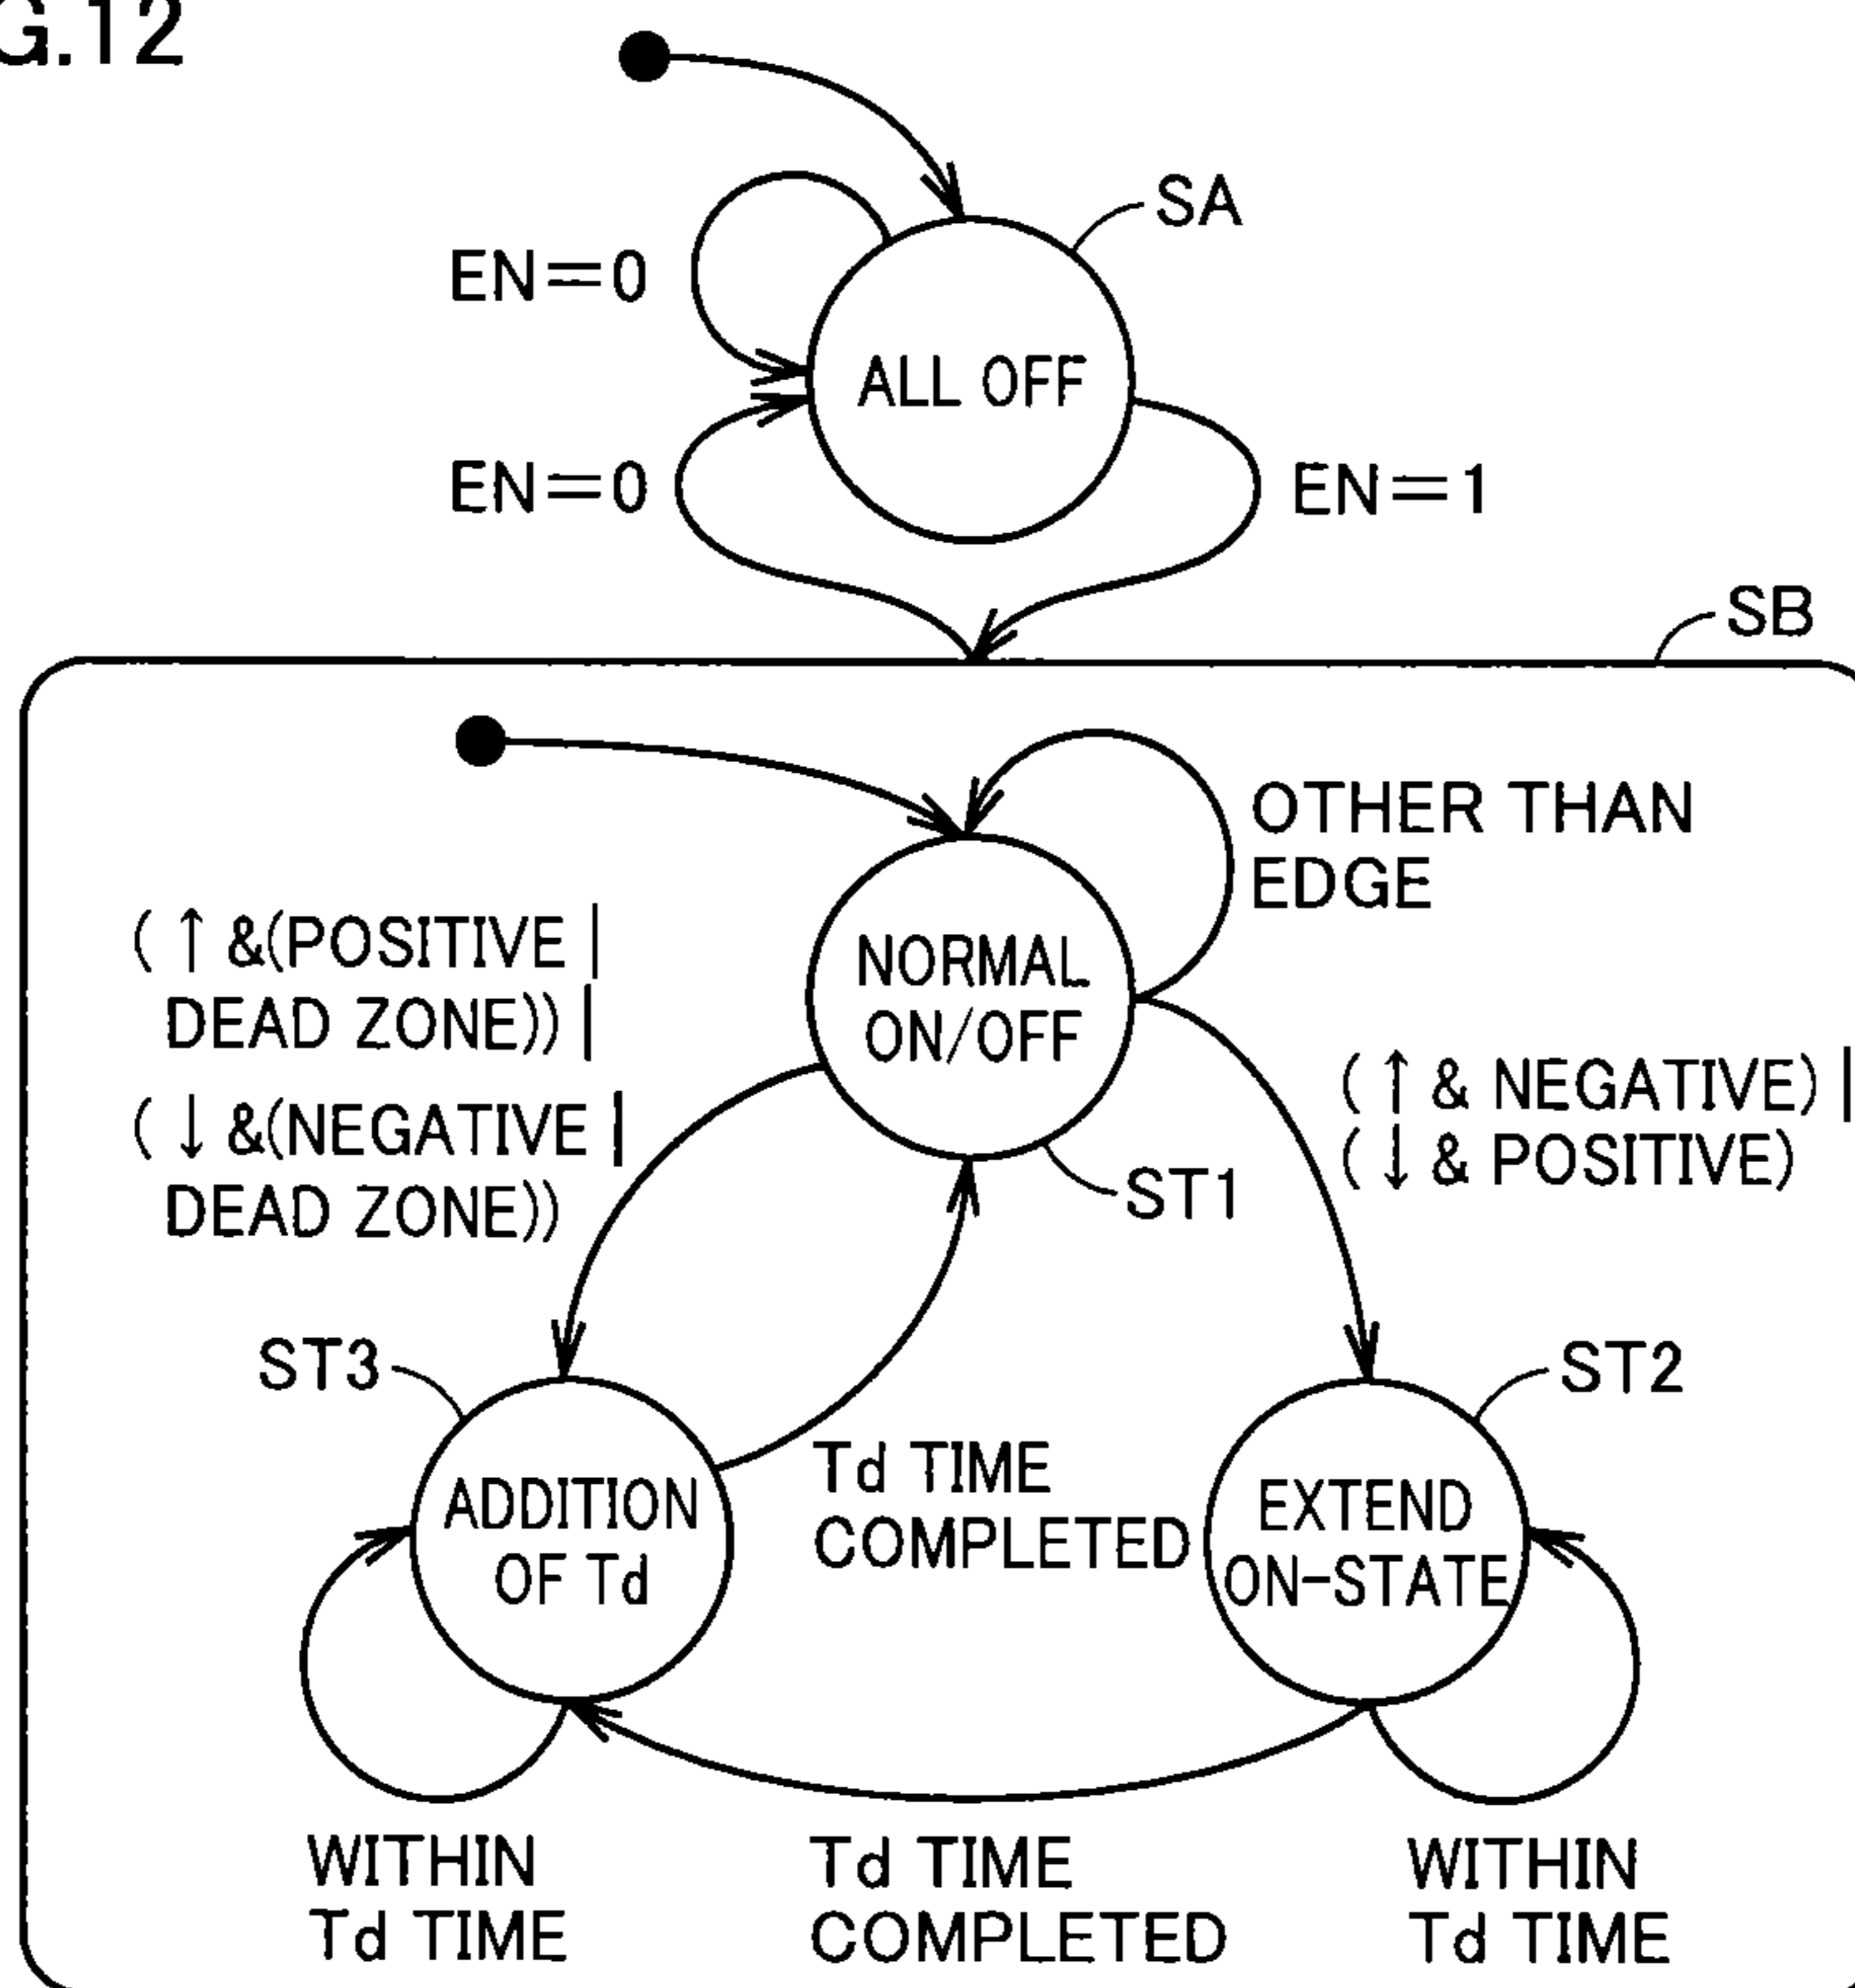 G.12
SA
EN=0
ALL OFF
EN=0
EN=1
SB
OTHER THAN
EDGE
(↑&(POSITIVE|
DEAD ZONE))|
(↓&(NEGATIVE|
DEAD ZONE))
NORMAL
ON/OFF
(↑& NEGATIVE)|
(↓& POSITIVE)
ST1
ST3
ST2
Td TIME
COMPLETED
ADDITION
OF Td
EXTEND
ON-STATE
WITHIN
Td TIME
Td TIME
COMPLETED
WITHIN
Td TIME